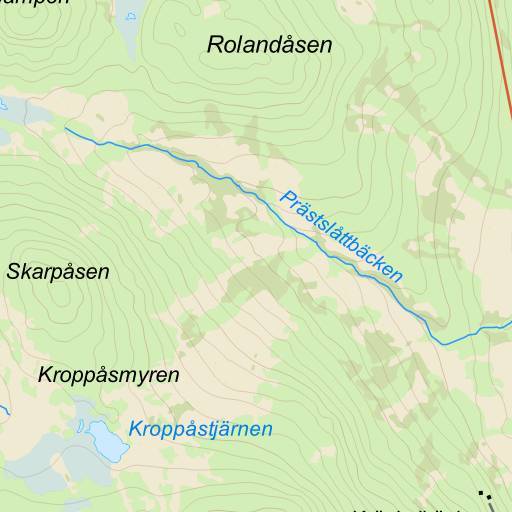 Rolandåsen
Prästslåttbäcken
Skarpåsen
Kroppåsmyren
Kroppåstjärnen